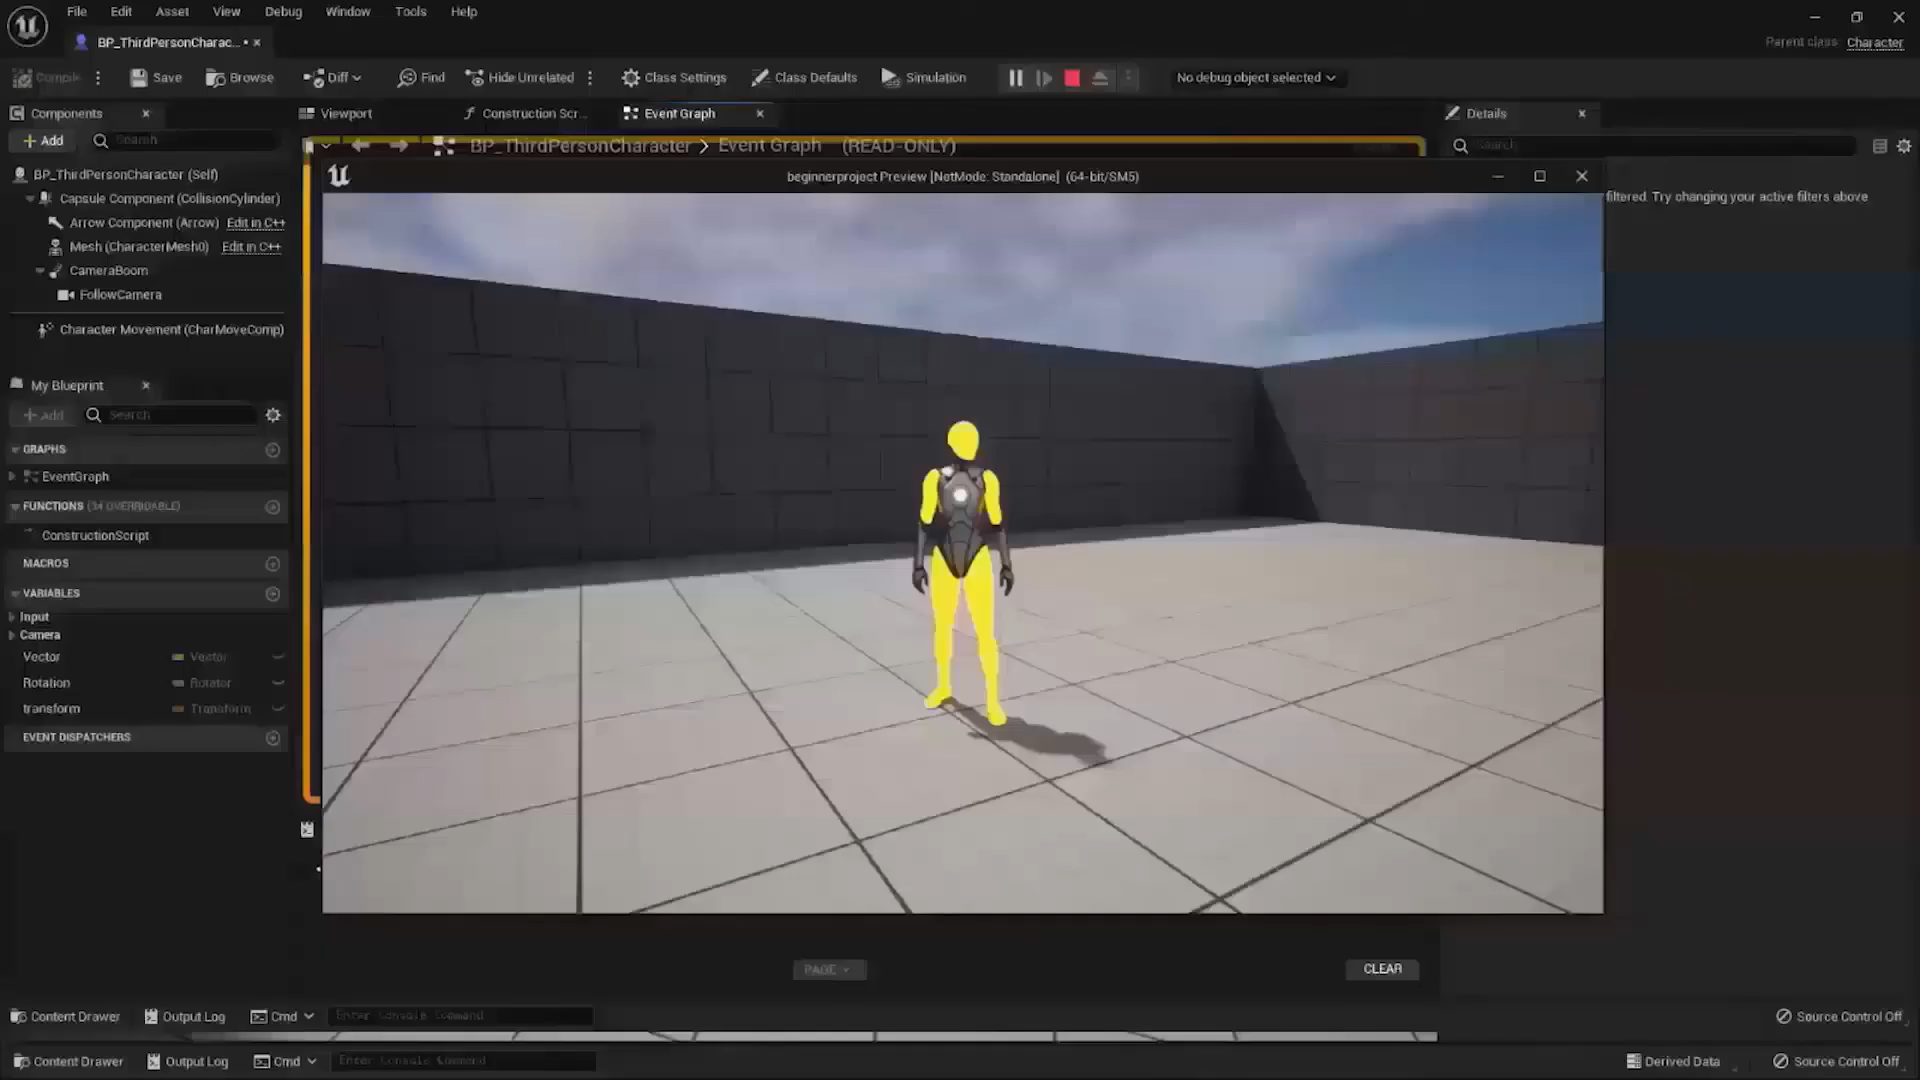 File Edit Asset View Debug Window Tools Help
BP_ThirdPersonCharac...
Parent class: Character
Compile Save Browse Diff Find Hide Unrelated Class Settings Class Defaults Simulation No debug object selected
Components Viewport Construction Scr... Event Graph Details
Add Search
BP_ThirdPersonCharacter Event Graph (READ-ONLY)
Search
BP_ThirdPersonCharacter (Self)
beginnerproject Preview [NetMode: Standalone] (64-bit/SM5)
filtered. Try changing your active filters above
Capsule Component (CollisionCylinder)
Arrow Component (Arrow) Edit in C++
Mesh (CharacterMesh0) Edit in C++
CameraBoom
FollowCamera
Character Movement (CharMoveComp)
My Blueprint
Add Search
GRAPHS
EventGraph
FUNCTIONS (34 OVERRIDABLE)
ConstructionScript
MACROS
VARIABLES
Input
Camera
Vector Vector
Rotation Rotator
transform Transform
EVENT DISPATCHERS
PAGE CLEAR
Content Drawer Output Log Cmd Enter Console Command Source Control Off
Content Drawer Output Log Cmd Enter Console Command Derived Data Source Control Off